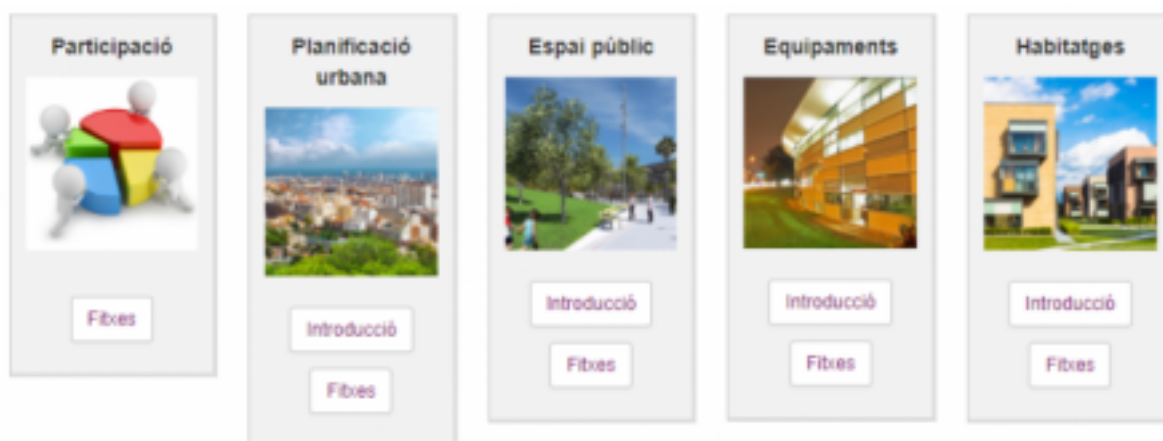 Participació
Fitxes
Planificació
urbana
Introducció
Fitxes
Espai públic
Introducció
Fitxes
Equipaments
Introducció
Fitxes
Habitatges
Introducció
Fitxes